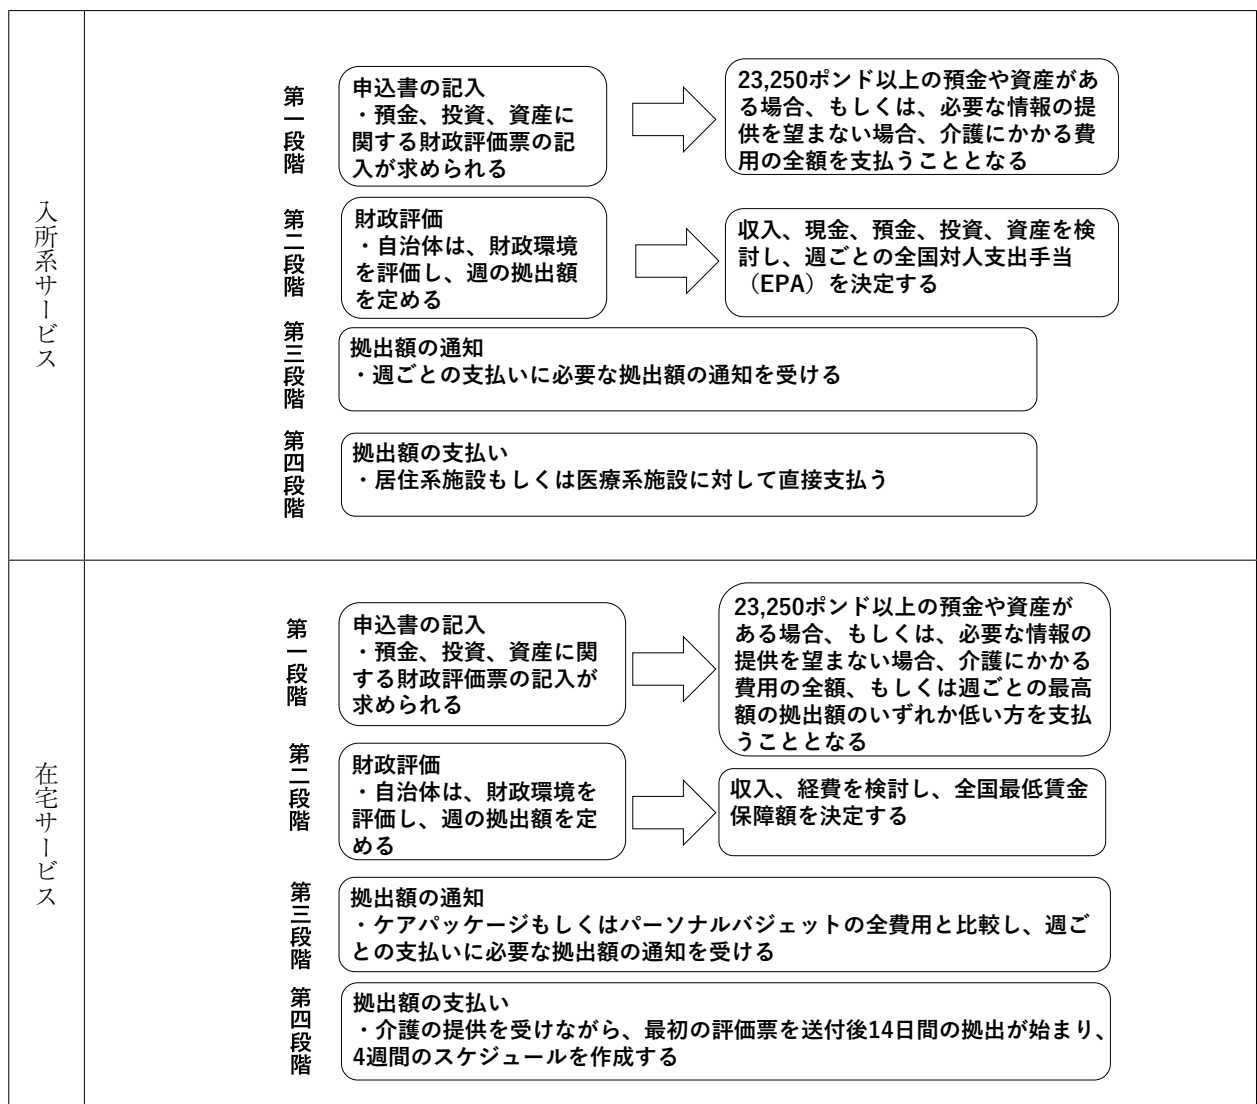 入所系サービス
第一段階
申込書の記入
・預金、投資、資産に
関する財政評価票の記
入が求められる
23,250ポンド以上の預金や資産があ
る場合、もしくは、必要な情報の提
供を望まない場合、介護にかかる費
用の全額を支払うこととなる
第二段階
財政評価
・自治体は、財政環境
を評価し、週の拠出額
を定める
収入、現金、預金、投資、資産を検
討し、週ごとの全国対人支出手当
（EPA）を決定する
第三段階
拠出額の通知
・週ごとの支払いに必要な拠出額の通知を受ける
第四段階
拠出額の支払い
・居住系施設もしくは医療系施設に対して直接支払う
在宅サービス
第一段階
申込書の記入
・預金、投資、資産に関
する財政評価票の記入が
求められる
23,250ポンド以上の預金や資産が
ある場合、もしくは、必要な情報の
提供を望まない場合、介護にかかる
費用の全額、もしくは週ごとの最高
額の拠出額のいずれか低い方を支払
うこととなる
第二段階
財政評価
・自治体は、財政環境を
評価し、週の拠出額を定
める
収入、経費を検討し、全国最低賃金
保障額を決定する
第三段階
拠出額の通知
・ケアパッケージもしくはパーソナルバジェットの全費用と比較し、週ご
との支払いに必要な拠出額の通知を受ける
第四段階
拠出額の支払い
・介護の提供を受けながら、最初の評価票を送付後14日間の拠出が始まり、
4週間のスケジュールを作成する